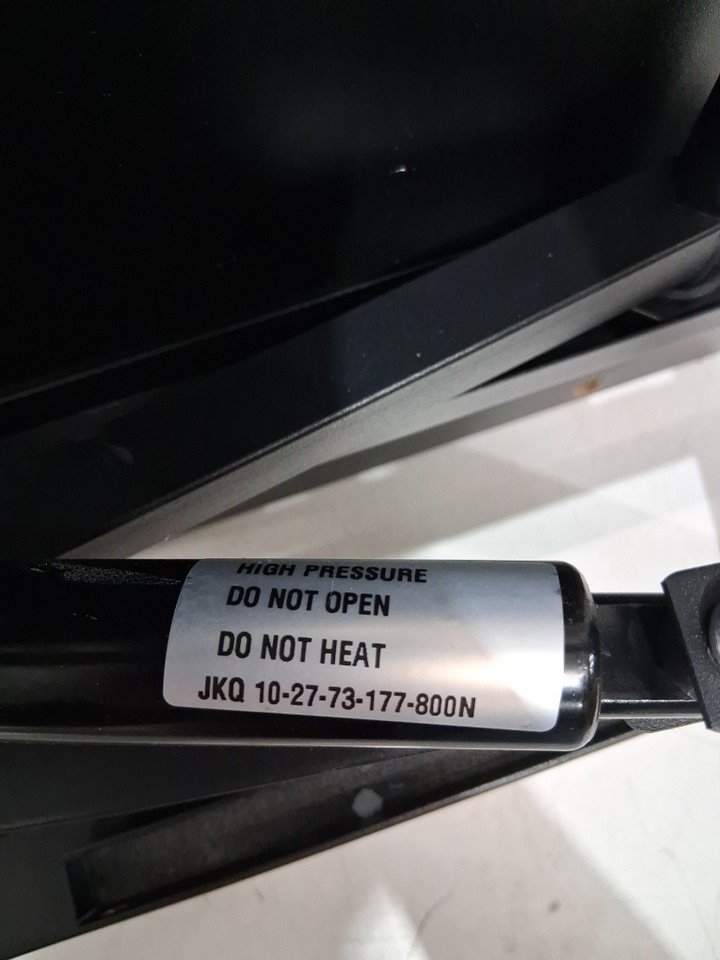 HIGH PRESSURE
DO NOT OPEN
DO NOT HEAT
JKQ 10-27-73-177-800N